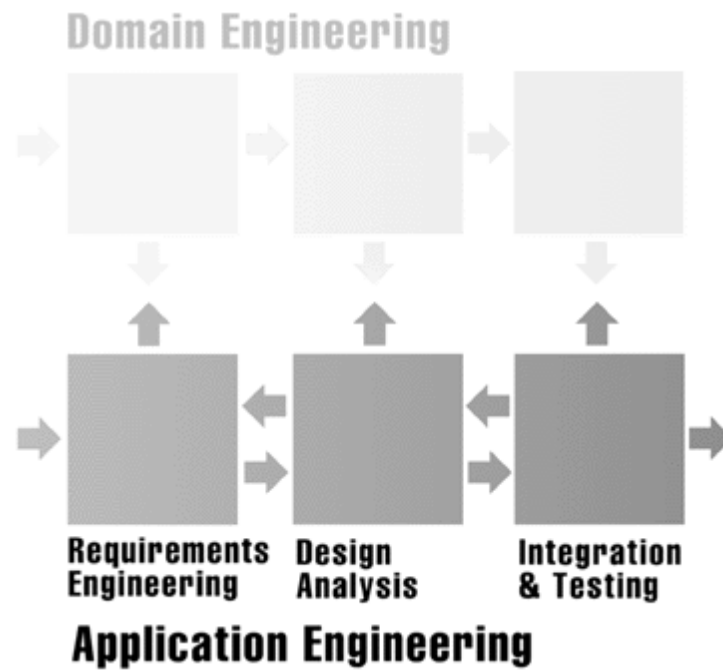 Domain Engineering
Requirements
Engineering
Design
Analysis
Integration
& Testing
Application Engineering